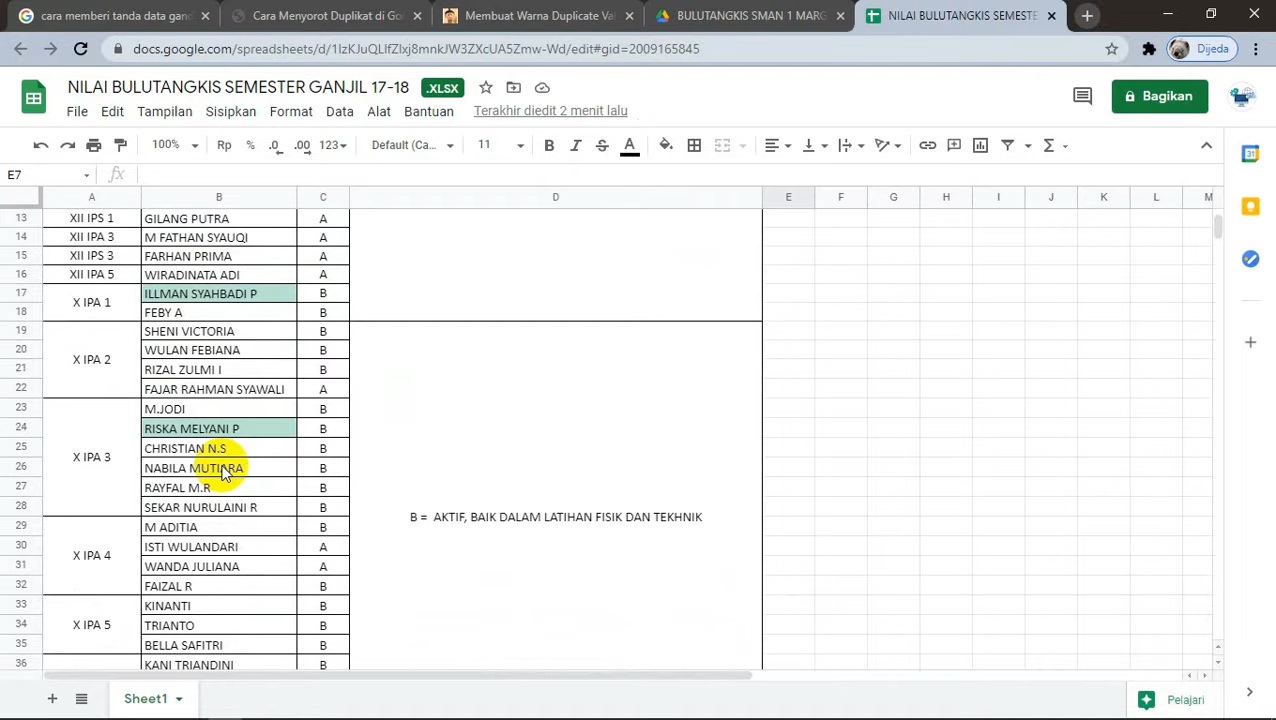 cara memberi tanda data gand
Cara Menyorot Duplikat di Go
Membuat Warna Duplicate Val
BULUTANGKIS SMAN 1 MARG
NILAI BULUTANGKIS SEMESTE
docs.google.com/spreadsheets/d/1IzKJuQLIfZlxj8mnkJW3ZXcUA5Zmw-Wd/edit#gid=2009165845
Dijeda
NILAI BULUTANGKIS SEMESTER GANJIL 17-18 .XLSX
File Edit Tampilan Sisipkan Format Data Alat Bantuan Terakhir diedit 2 menit lalu
Bagikan
100% Rp % .0 .00 123 Default (Ca... 11 B I S A
E7 fx
A B C D E F G H I J K L M
13 XII IPS 1 GILANG PUTRA A
14 XII IPA 3 M FATHAN SYAUQI A
15 XII IPS 3 FARHAN PRIMA A
16 XII IPA 5 WIRADINATA ADI A
17 X IPA 1 ILLMAN SYAHBADI P B
18 FEBY A B
19 SHENI VICTORIA B
20 X IPA 2 WULAN FEBIANA B
21 RIZAL ZULMI I B
22 FAJAR RAHMAN SYAWALI A
23 M.JODI B
24 RISKA MELYANI P B
25 X IPA 3 CHRISTIAN N.S B
26 NABILA MUTIARA B
27 RAYFAL M.R B
28 SEKAR NURULAINI R B
B = AKTIF, BAIK DALAM LATIHAN FISIK DAN TEKHNIK
29 M ADITIA B
30 X IPA 4 ISTI WULANDARI A
31 WANDA JULIANA A
32 FAIZAL R B
33 KINANTI B
34 X IPA 5 TRIANTO B
35 BELLA SAFITRI B
36 KANI TRIANDINI B
Sheet1
Pelajari